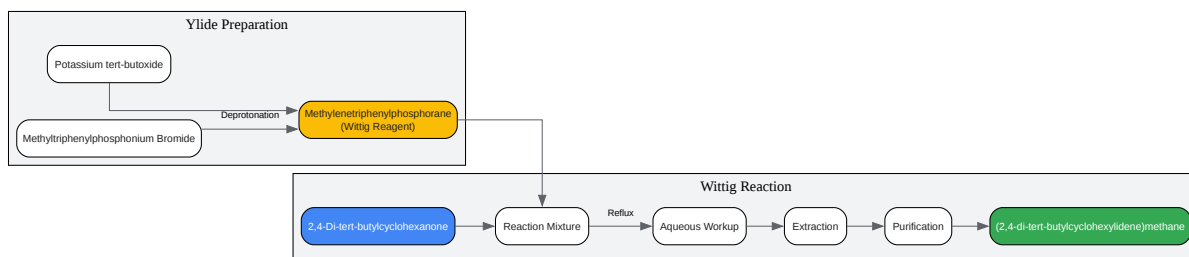 Ylide Preparation
Potassium tert-butoxide
Deprotonation
Methyltriphenylphosphonium Bromide
Methylenetriphenylphosphorane
(Wittig Reagent)
Wittig Reaction
2,4-Di-tert-butylcyclohexanone
Reaction Mixture
Reflux
Aqueous Workup
Extraction
Purification
(2,4-di-tert-butylcyclohexylidene)methane